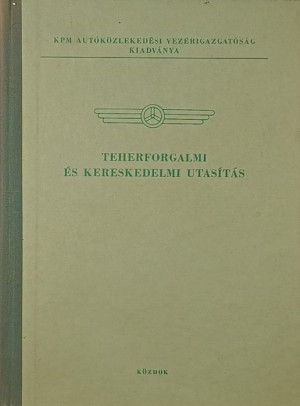 KPM AUTÓKÖZLEKEDÉSI VEZÉRIGAZGATÓSÁG
KIADVÁNYA
TEHERFORGALMI
ÉS KERESKEDELMI UTASÍTÁS
KÖZDOK